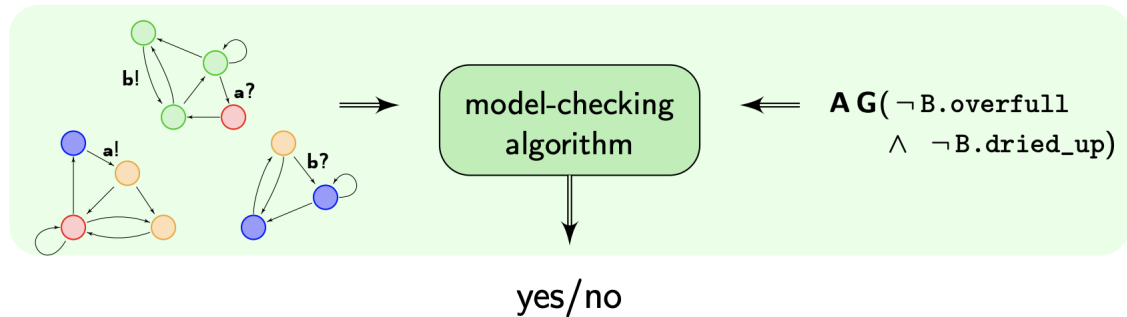 b!
a?
a!
b?
model-checking
algorithm
A G( ¬ B.overfull
∧ ¬ B.dried_up)
yes/no